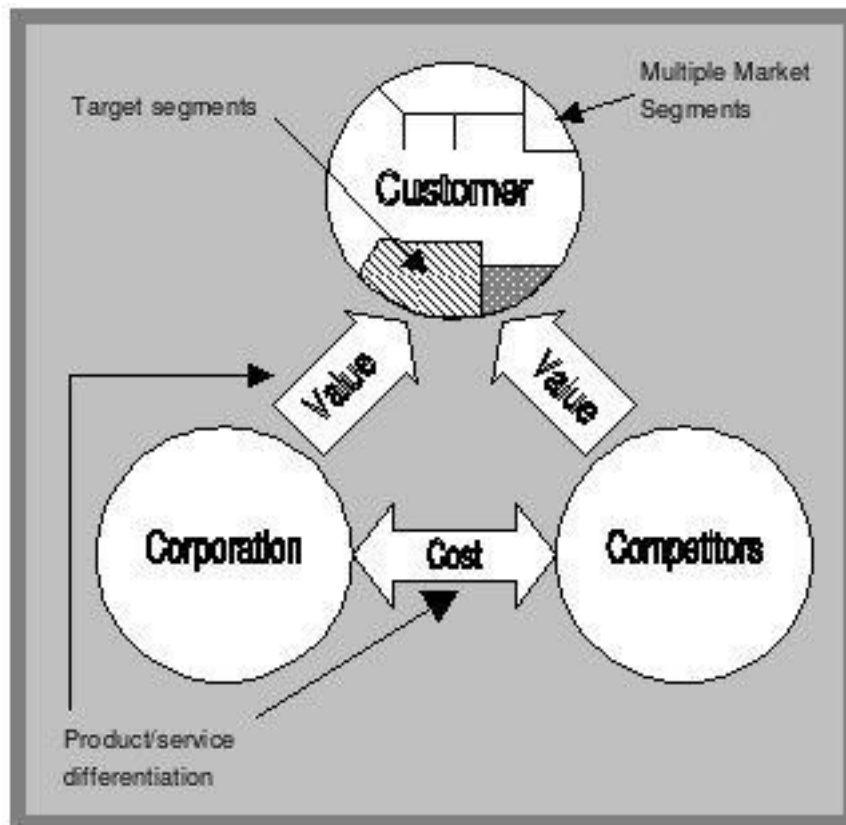 Multiple Market
Segments
Target segments
Customer
Value
Value
Corporation
Cost
Competitors
Product/service
differentiation